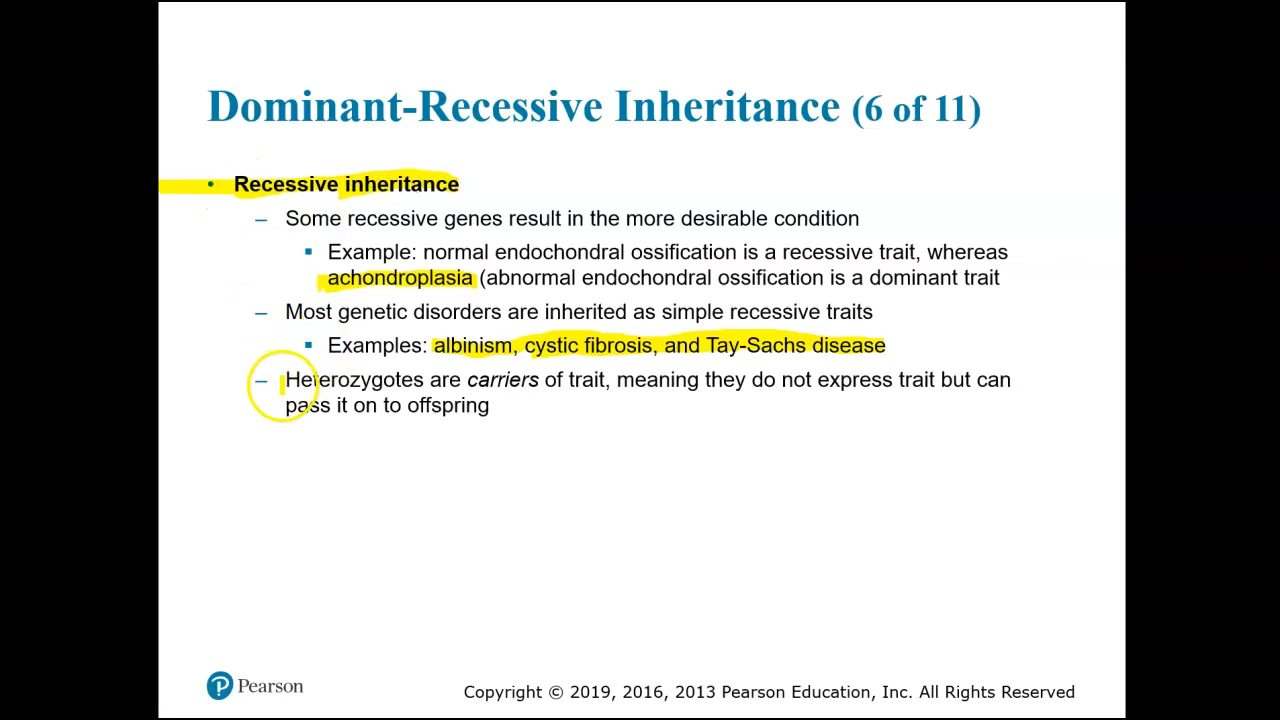 Dominant-Recessive Inheritance (6 of 11)
• Recessive inheritance
– Some recessive genes result in the more desirable condition
▪ Example: normal endochondral ossification is a recessive trait, whereas
achondroplasia (abnormal endochondral ossification is a dominant trait
– Most genetic disorders are inherited as simple recessive traits
▪ Examples: albinism, cystic fibrosis, and Tay-Sachs disease
– Heterozygotes are carriers of trait, meaning they do not express trait but can
pass it on to offspring
P Pearson
Copyright © 2019, 2016, 2013 Pearson Education, Inc. All Rights Reserved